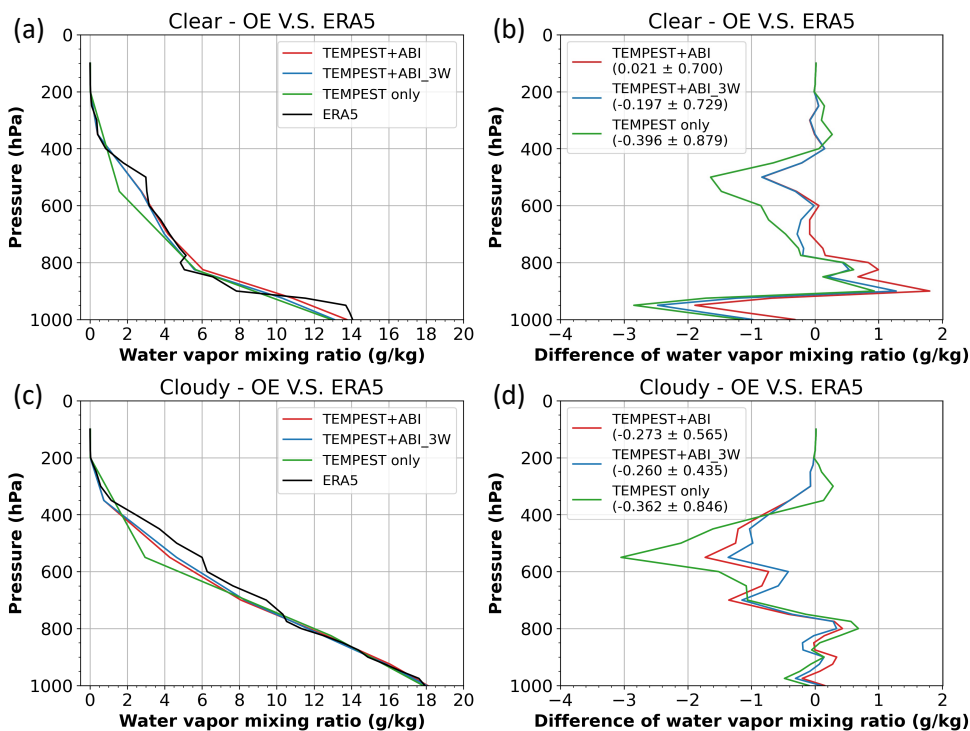 (a)
Clear - OE V.S. ERA5
0
200
400
600
800
1000
Pressure (hPa)
TEMPEST+ABI
TEMPEST+ABI_3W
TEMPEST only
ERA5
0 2 4 6 8 10 12 14 16 18 20
Water vapor mixing ratio (g/kg)
(b)
Clear - OE V.S. ERA5
0
200
400
600
800
1000
Pressure (hPa)
TEMPEST+ABI
(0.021 ± 0.700)
TEMPEST+ABI_3W
(-0.197 ± 0.729)
TEMPEST only
(-0.396 ± 0.879)
−4 −3 −2 −1 0 1 2
Difference of water vapor mixing ratio (g/kg)
(c)
Cloudy - OE V.S. ERA5
0
200
400
600
800
1000
Pressure (hPa)
TEMPEST+ABI
TEMPEST+ABI_3W
TEMPEST only
ERA5
0 2 4 6 8 10 12 14 16 18 20
Water vapor mixing ratio (g/kg)
(d)
Cloudy - OE V.S. ERA5
0
200
400
600
800
1000
Pressure (hPa)
TEMPEST+ABI
(-0.273 ± 0.565)
TEMPEST+ABI_3W
(-0.260 ± 0.435)
TEMPEST only
(-0.362 ± 0.846)
−4 −3 −2 −1 0 1 2
Difference of water vapor mixing ratio (g/kg)